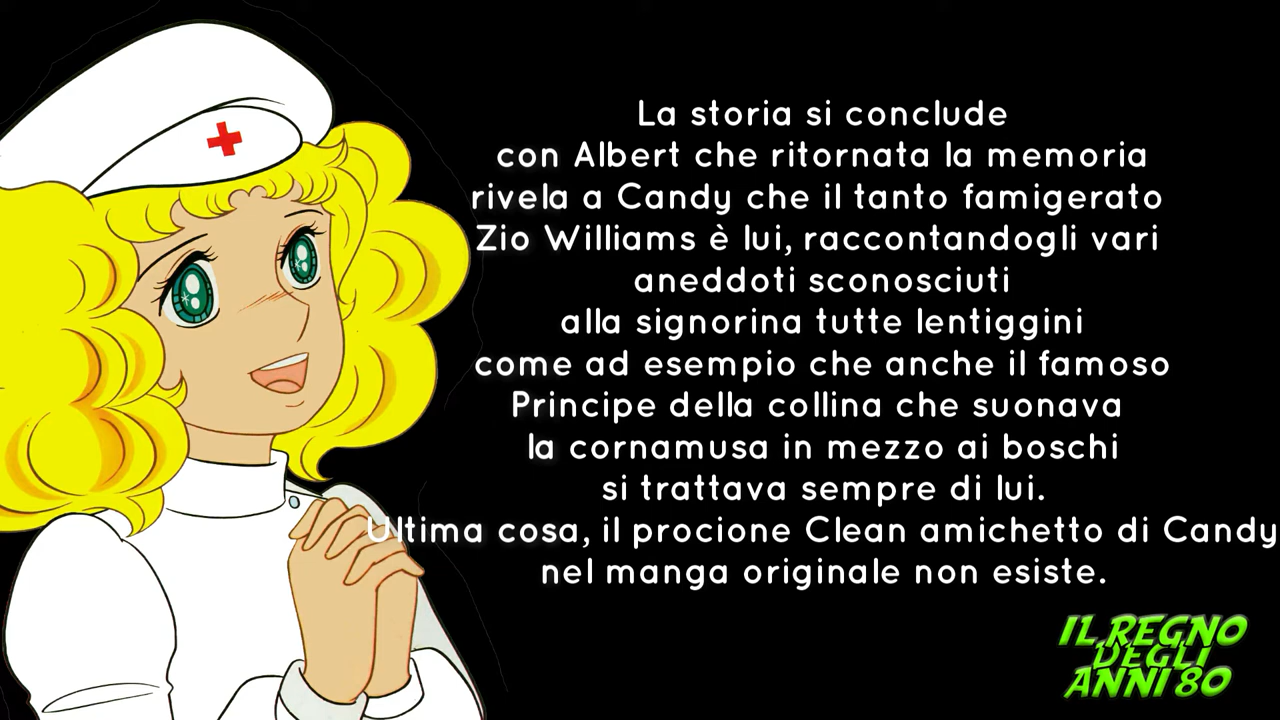 La storia si conclude
con Albert che ritornata la memoria
rivela a Candy che il tanto famigerato
Zio Williams è lui, raccontandogli vari
aneddoti sconosciuti
alla signorina tutte lentiggini
come ad esempio che anche il famoso
Principe della collina che suonava
la cornamusa in mezzo ai boschi
si trattava sempre di lui.
Ultima cosa, il procione Clean amichetto di Candy
nel manga originale non esiste.
IL REGNO
DEGLI
ANNI 80